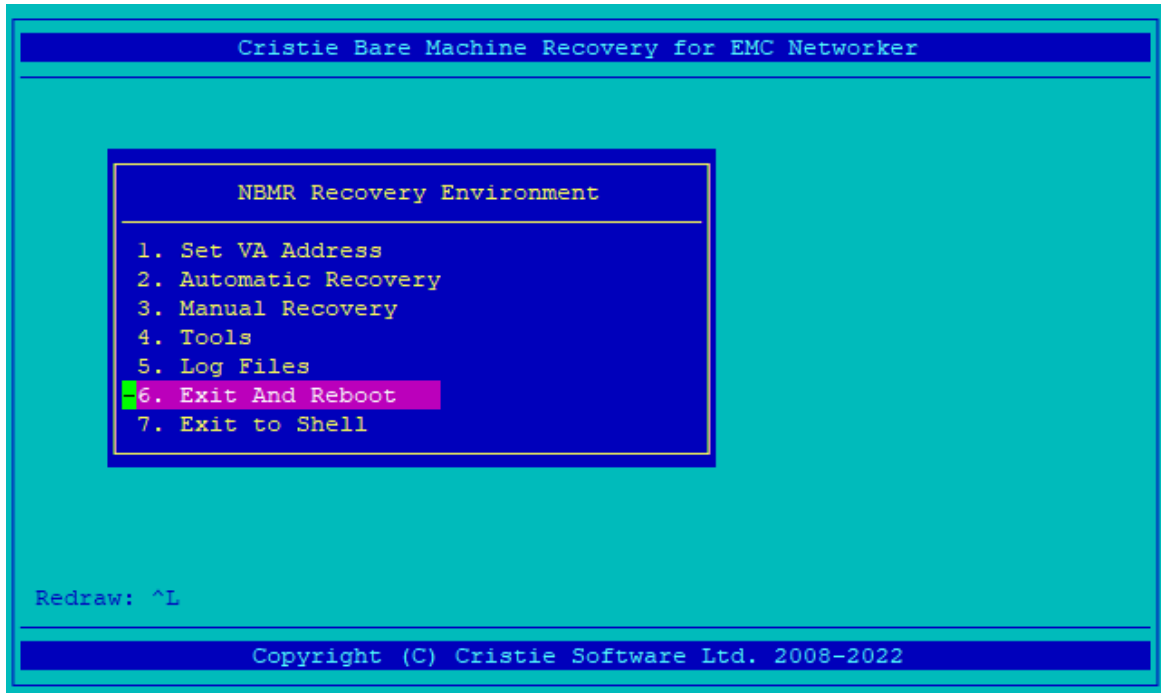 Cristie Bare Machine Recovery for EMC Networker
NBMR Recovery Environment
1. Set VA Address
2. Automatic Recovery
3. Manual Recovery
4. Tools
5. Log Files
-6. Exit And Reboot
7. Exit to Shell
Redraw: ^L
Copyright (C) Cristie Software Ltd. 2008-2022